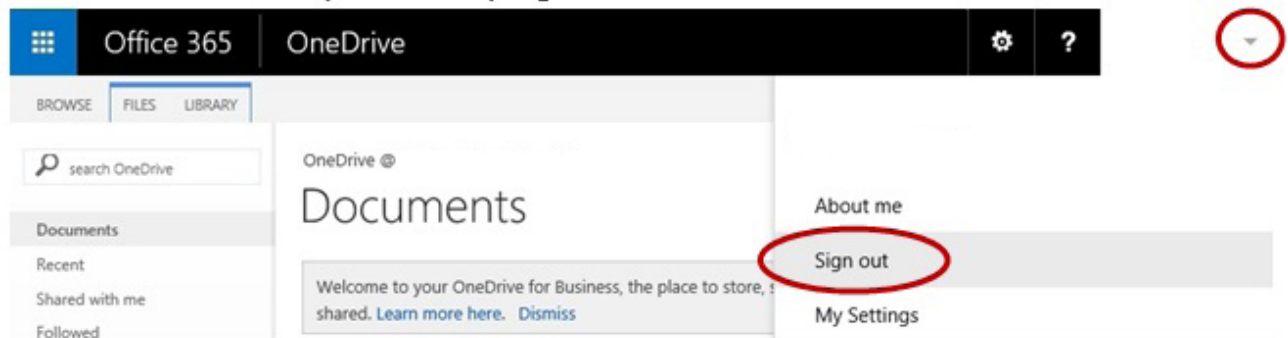 Office 365 OneDrive ?
BROWSE FILES LIBRARY
search OneDrive
OneDrive @
Documents
About me
Documents
Sign out
Recent
Welcome to your OneDrive for Business, the place to store,
Shared with me
shared. Learn more here. Dismiss
My Settings
Followed